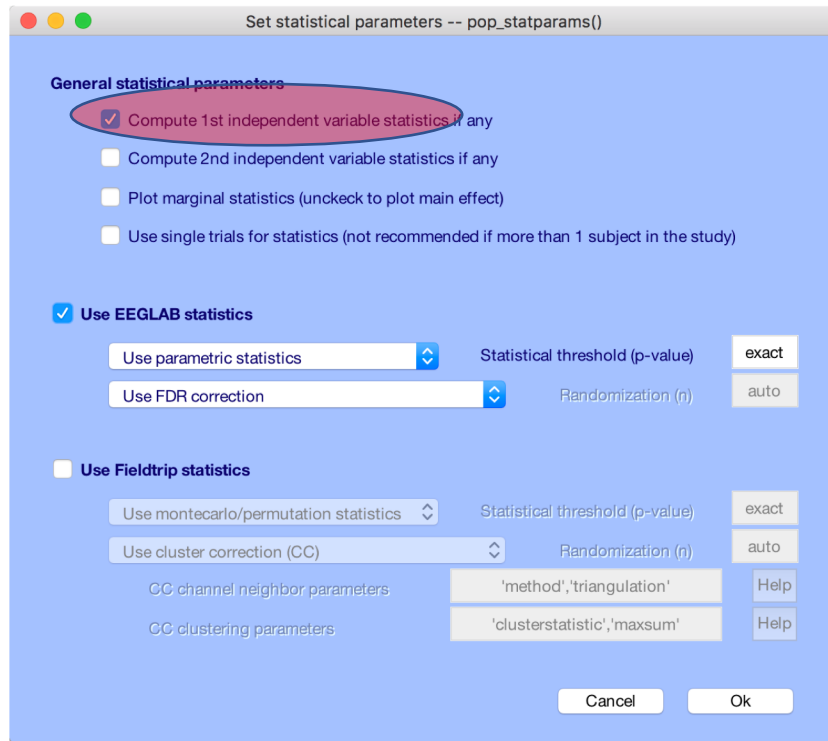 Set statistical parameters -- pop_statparams()
General statistical parameters
Compute 1st independent variable statistics if any
Compute 2nd independent variable statistics if any
Plot marginal statistics (unckeck to plot main effect)
Use single trials for statistics (not recommended if more than 1 subject in the study)
Use EEGLAB statistics
Use parametric statistics Statistical threshold (p-value) exact
Use FDR correction Randomization (n) auto
Use Fieldtrip statistics
Use montecarlo/permutation statistics Statistical threshold (p-value) exact
Use cluster correction (CC) Randomization (n) auto
CC channel neighbor parameters 'method','triangulation' Help
CC clustering parameters 'clusterstatistic','maxsum' Help
Cancel Ok